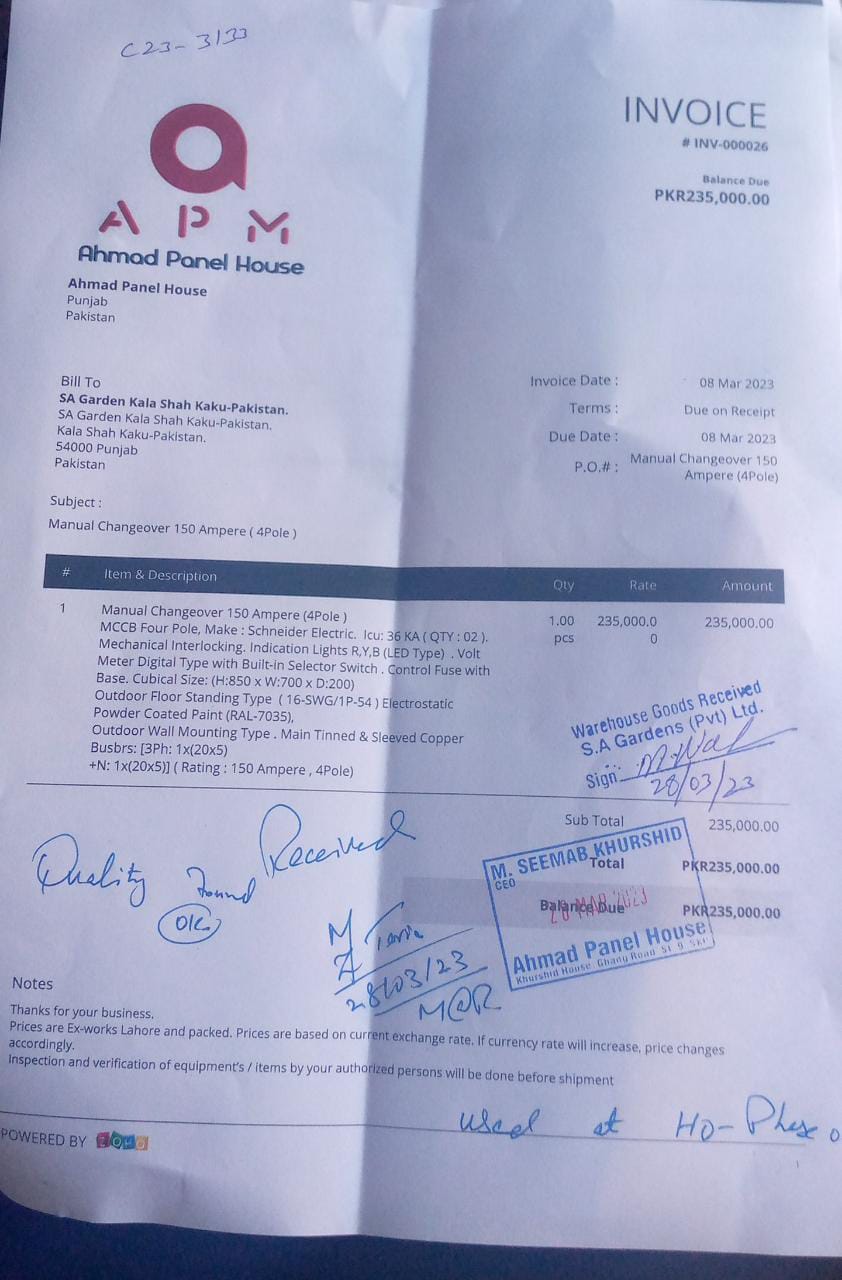 C23-3133
INVOICE
# INV-000026
Balance Due
PKR235,000.00
APM
Ahmad Panel House
Ahmad Panel House
Punjab
Pakistan
Bill To
SA Garden Kala Shah Kaku-Pakistan.
SA Garden Kala Shah Kaku-Pakistan.
Kala Shah Kaku-Pakistan.
54000 Punjab
Pakistan
Invoice Date : 08 Mar 2023
Terms : Due on Receipt
Due Date : 08 Mar 2023
P.O.# : Manual Changeover 150
Ampere (4Pole)
Subject :
Manual Changeover 150 Ampere ( 4Pole )
# Item & Description Qty Rate Amount
1 Manual Changeover 150 Ampere (4Pole ) 1.00 235,000.0 235,000.00
MCCB Four Pole, Make : Schneider Electric. Icu: 36 KA ( QTY : 02 ). pcs 0
Mechanical Interlocking. Indication Lights R,Y,B (LED Type) . Volt
Meter Digital Type with Built-in Selector Switch . Control Fuse with
Base. Cubical Size: (H:850 x W:700 x D:200)
Outdoor Floor Standing Type ( 16-SWG/1P-54 ) Electrostatic
Powder Coated Paint (RAL-7035),
Outdoor Wall Mounting Type . Main Tinned & Sleeved Copper
Busbrs: [3Ph: 1x(20x5)
+N: 1x(20x5)] ( Rating : 150 Ampere , 4Pole)
Warehouse Goods Received
S.A Gardens (Pvt) Ltd.
Sign.
28/03/23
Sub Total 235,000.00
Total PKR235,000.00
Balance Due PKR235,000.00
M. SEEMAB KHURSHID
CEO
28 MAR 2023
Ahmad Panel House
Khurshid House Ghany Road St 9
Quality Found Received
OK
28/03/23
Notes
Thanks for your business.
Prices are Ex-works Lahore and packed. Prices are based on current exchange rate. If currency rate will increase, price changes
accordingly.
Inspection and verification of equipment's / items by your authorized persons will be done before shipment
used at HO-Phase
POWERED BY ZOHO